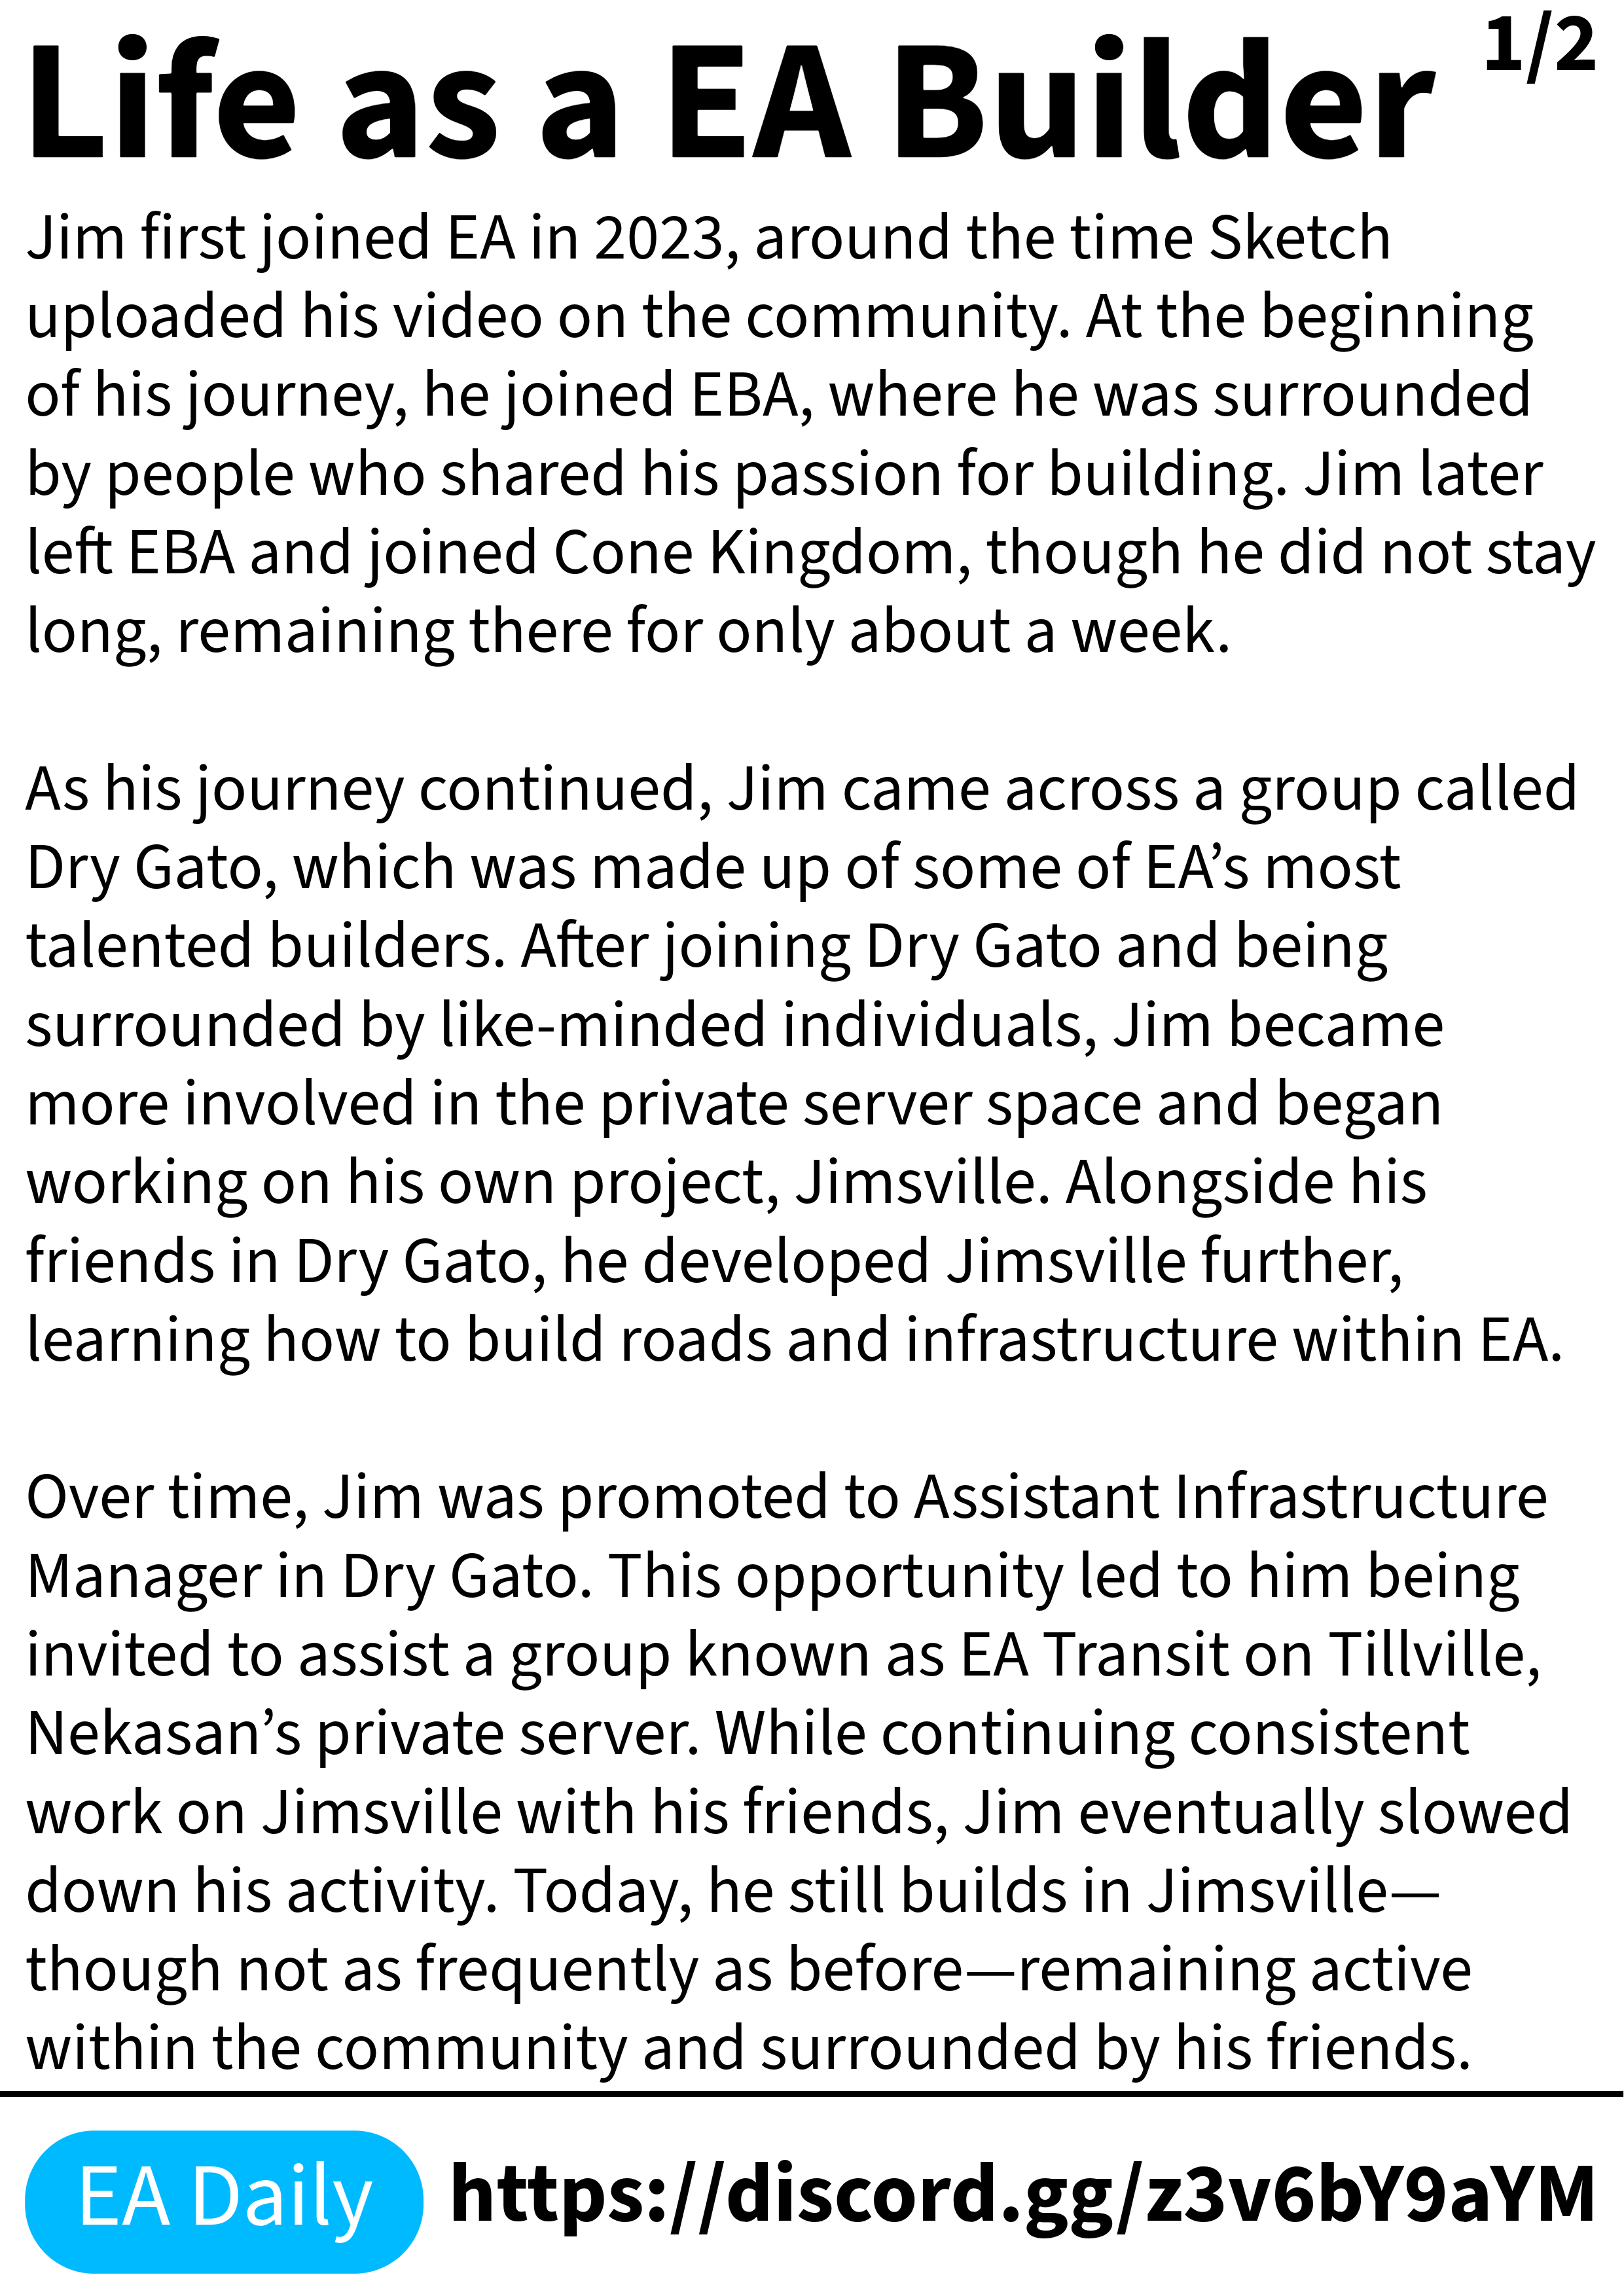 Life as a EA Builder
1/2
Jim first joined EA in 2023, around the time Sketch
uploaded his video on the community. At the beginning
of his journey, he joined EBA, where he was surrounded
by people who shared his passion for building. Jim later
left EBA and joined Cone Kingdom, though he did not stay
long, remaining there for only about a week.
As his journey continued, Jim came across a group called
Dry Gato, which was made up of some of EA’s most
talented builders. After joining Dry Gato and being
surrounded by like-minded individuals, Jim became
more involved in the private server space and began
working on his own project, Jimsville. Alongside his
friends in Dry Gato, he developed Jimsville further,
learning how to build roads and infrastructure within EA.
Over time, Jim was promoted to Assistant Infrastructure
Manager in Dry Gato. This opportunity led to him being
invited to assist a group known as EA Transit on Tillville,
Nekasan’s private server. While continuing consistent
work on Jimsville with his friends, Jim eventually slowed
down his activity. Today, he still builds in Jimsville—
though not as frequently as before—remaining active
within the community and surrounded by his friends.
EA Daily
https://discord.gg/z3v6bY9aYM